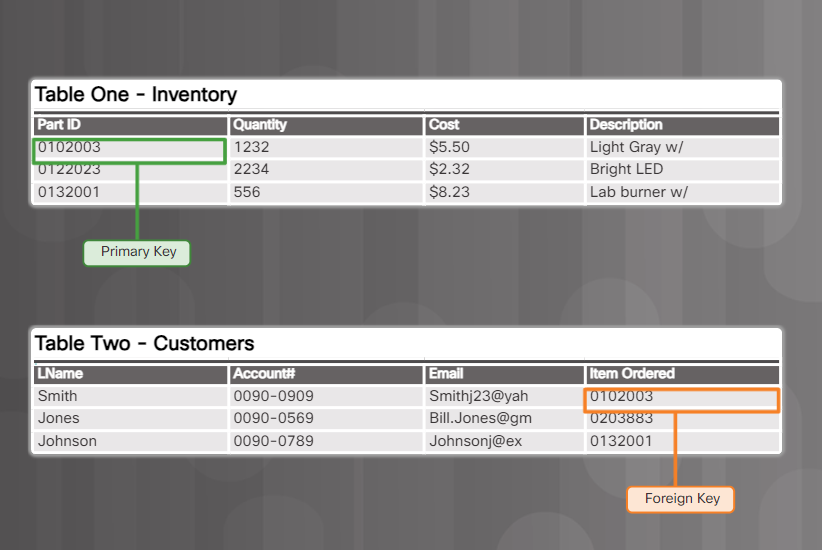 Table One - Inventory
Part ID Quantity Cost Description
0102003 1232 $5.50 Light Gray w/
0122023 2234 $2.32 Bright LED
0132001 556 $8.23 Lab burner w/
Primary Key
Table Two - Customers
LName Account# Email Item Ordered
Smith 0090-0909 Smithj23@yah 0102003
Jones 0090-0569 Bill.Jones@gm 0203883
Johnson 0090-0789 Johnsonj@ex 0132001
Foreign Key